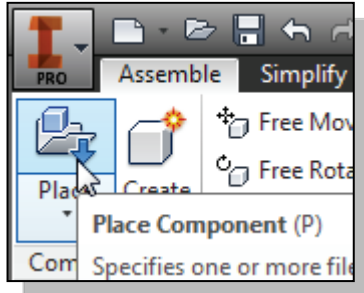 PRO
Assemble Simplify
Free Mov
Free Rota
Plac Create
Place Component (P)
Com
Specifies one or more file